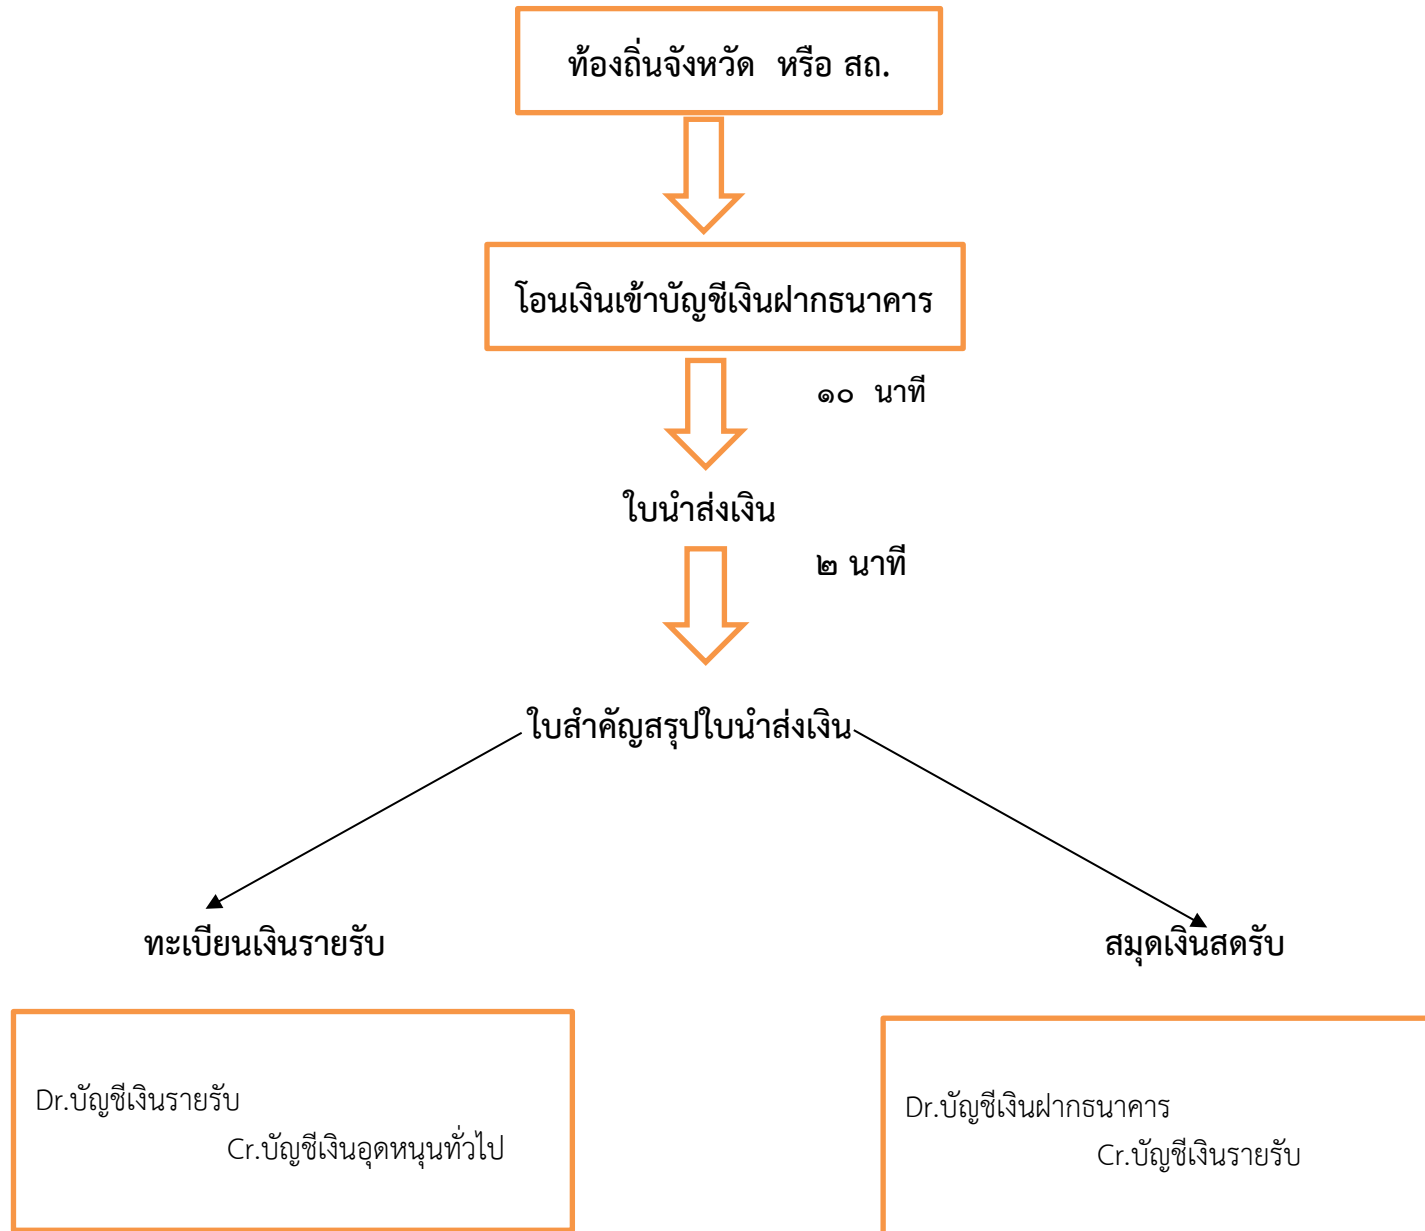 ท้องถิ่นจังหวัด หรือ สถ.
โอนเงินเข้าบัญชีเงินฝากธนาคาร
๑๐ นาที
ใบนำส่งเงิน
๒ นาที
ใบสำคัญสรุปใบนำส่งเงิน
ทะเบียนเงินรายรับ
สมุดเงินสดรับ
Dr.บัญชีเงินรายรับ
Cr.บัญชีเงินอุดหนุนทั่วไป
Dr.บัญชีเงินฝากธนาคาร
Cr.บัญชีเงินรายรับ